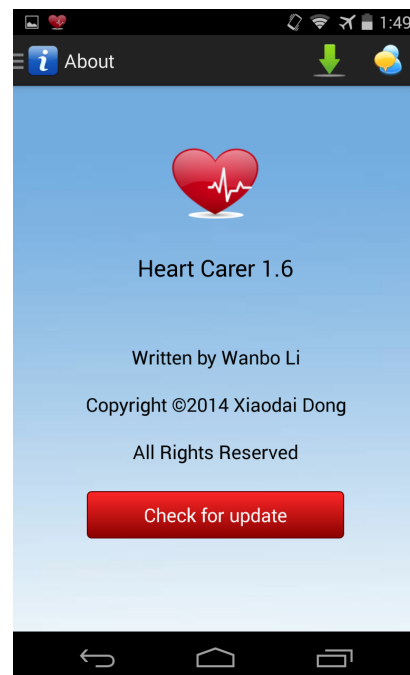 1:49
i About
Heart Carer 1.6
Written by Wanbo Li
Copyright ©2014 Xiaodai Dong
All Rights Reserved
Check for update